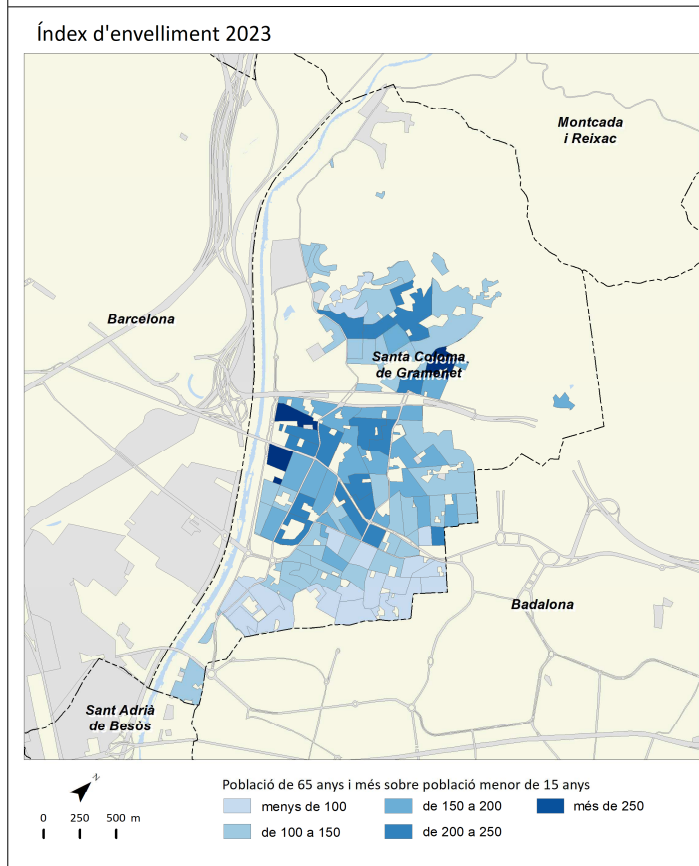 Índex d'envelliment 2023
Montcada
i Reixac
Barcelona
Santa Coloma
de Gramenet
Badalona
Sant Adrià
de Besòs
N
0 250 500 m
Població de 65 anys i més sobre població menor de 15 anys
menys de 100
de 150 a 200
més de 250
de 100 a 150
de 200 a 250